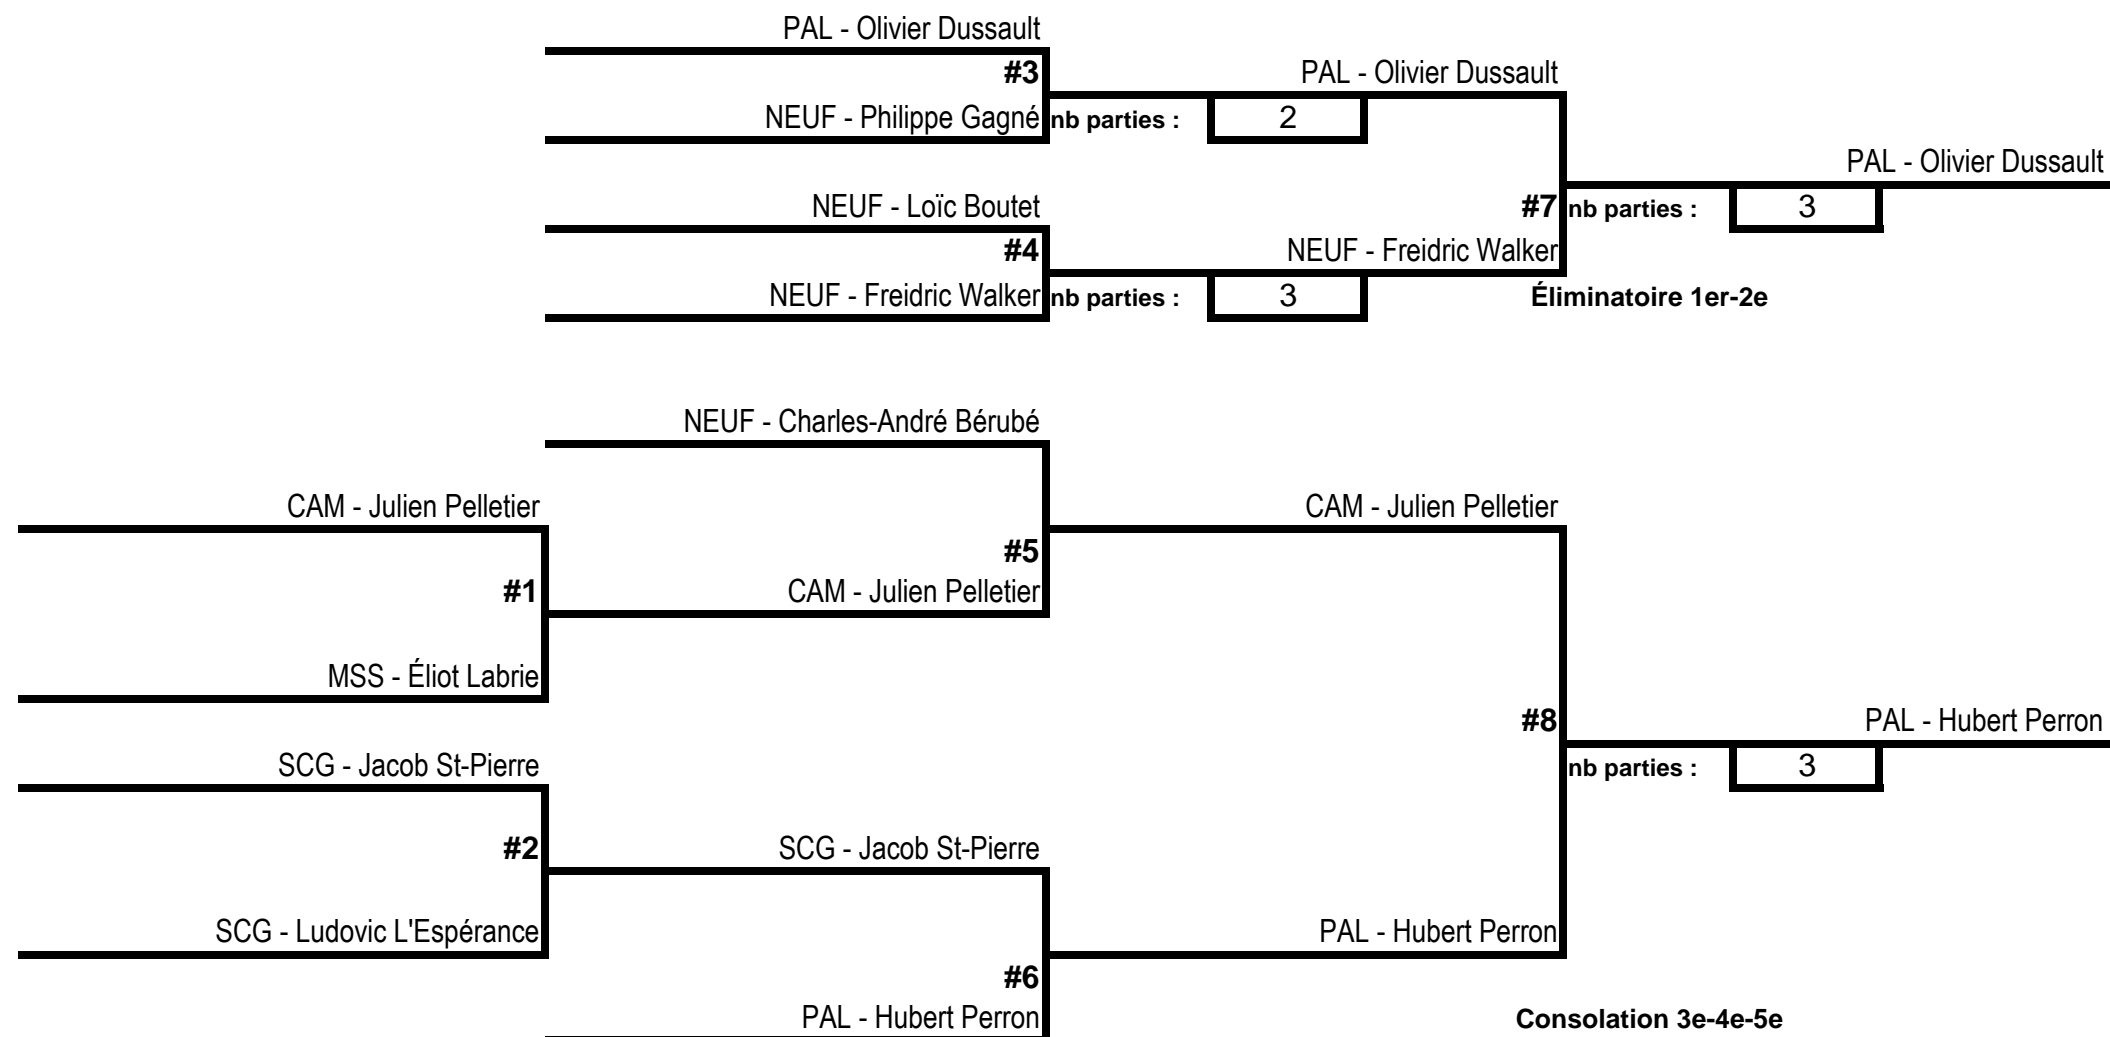 PAL - Olivier Dussault
#3
PAL - Olivier Dussault
NEUF - Philippe Gagné
nb parties :
2
PAL - Olivier Dussault
NEUF - Loïc Boutet
#7
nb parties :
3
#4
NEUF - Freidric Walker
NEUF - Freidric Walker
nb parties :
3
Éliminatoire 1er-2e
NEUF - Charles-André Bérubé
CAM - Julien Pelletier
CAM - Julien Pelletier
#5
#1
CAM - Julien Pelletier
MSS - Éliot Labrie
#8
PAL - Hubert Perron
SCG - Jacob St-Pierre
nb parties :
3
#2
SCG - Jacob St-Pierre
SCG - Ludovic L'Espérance
PAL - Hubert Perron
#6
PAL - Hubert Perron
Consolation 3e-4e-5e